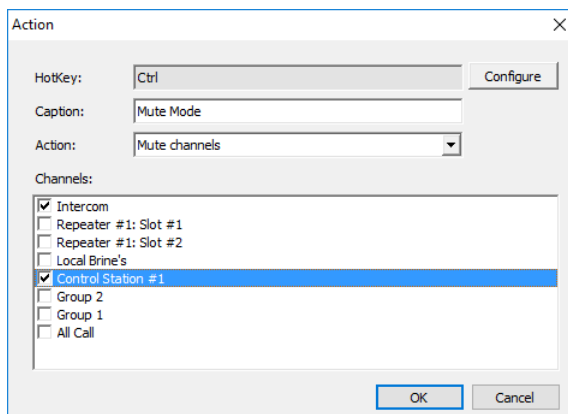 Action
HotKey: Ctrl Configure
Caption: Mute Mode
Action: Mute channels
Channels:
Intercom
Repeater #1: Slot #1
Repeater #1: Slot #2
Local Brine's
Control Station #1
Group 2
Group 1
All Call
OK Cancel